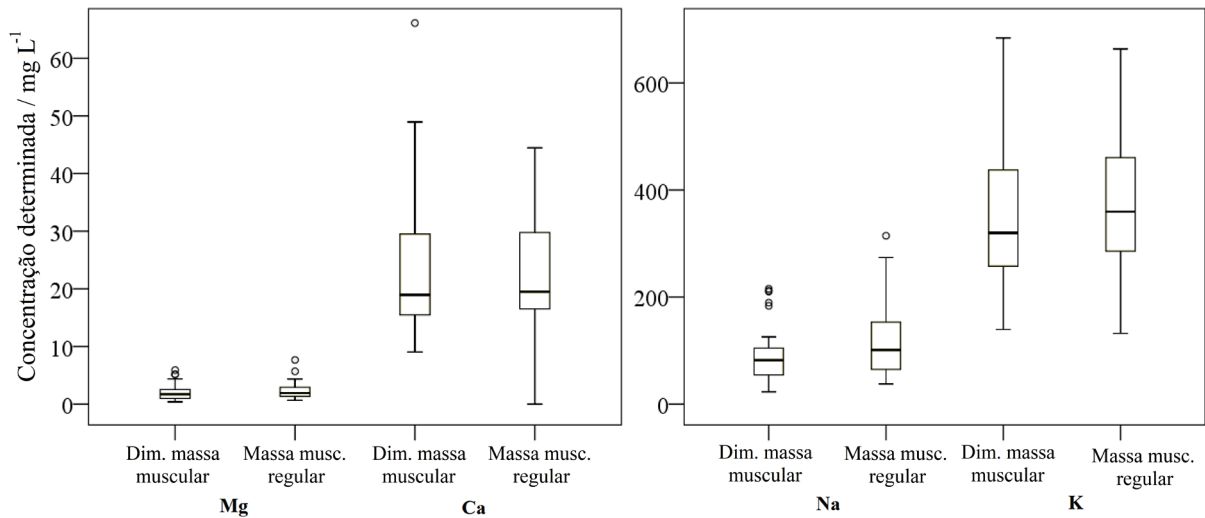 Concentração determinada / mg L-1
60
50
40
30
20
10
0
Dim. massa
muscular
Massa musc.
regular
Dim. massa
muscular
Massa musc.
regular
Mg
Ca
600
400
200
0
Dim. massa
muscular
Massa musc.
regular
Dim. massa
muscular
Massa musc.
regular
Na
K